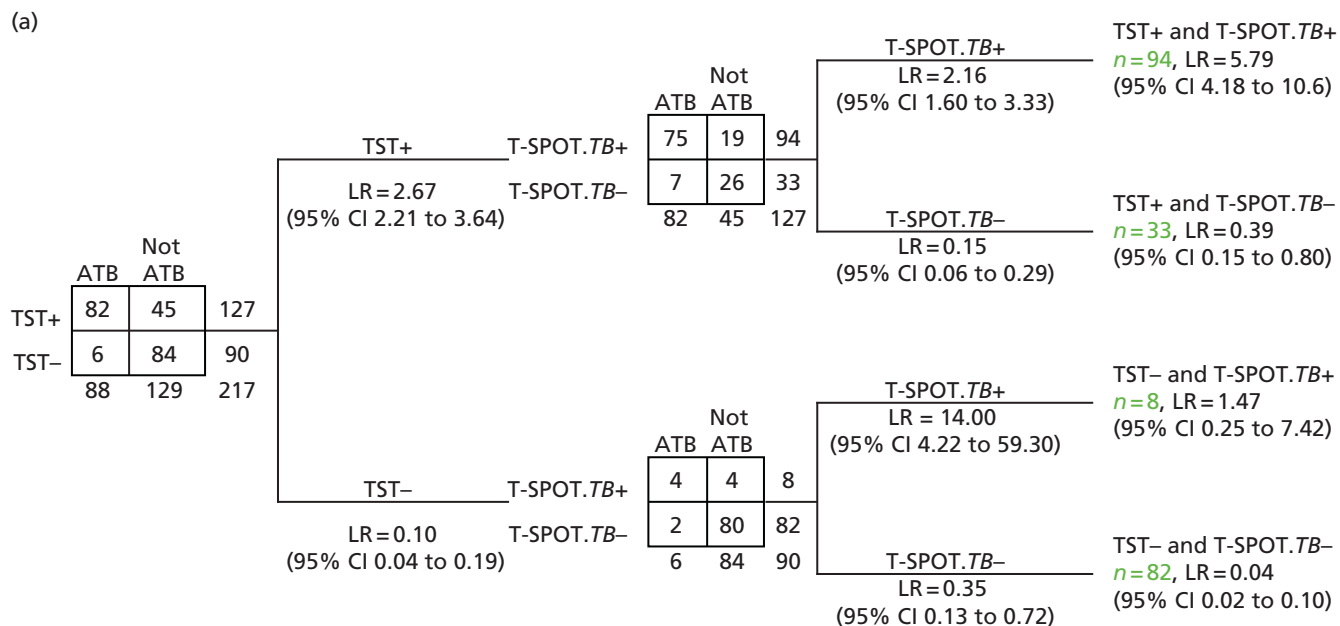 (a)
Not
ATB ATB
TST+ 82 45 127
TST– 6 84 90
88 129 217
TST+
LR=2.67
(95% CI 2.21 to 3.64)
Not
ATB ATB
T-SPOT.TB+ 75 19 94
T-SPOT.TB– 7 26 33
82 45 127
T-SPOT.TB+
LR=2.16
(95% CI 1.60 to 3.33)
TST+ and T-SPOT.TB+
n=94, LR=5.79
(95% CI 4.18 to 10.6)
T-SPOT.TB–
LR=0.15
(95% CI 0.06 to 0.29)
TST+ and T-SPOT.TB–
n=33, LR=0.39
(95% CI 0.15 to 0.80)
TST–
LR=0.10
(95% CI 0.04 to 0.19)
Not
ATB ATB
T-SPOT.TB+ 4 4 8
T-SPOT.TB– 2 80 82
6 84 90
T-SPOT.TB+
LR = 14.00
(95% CI 4.22 to 59.30)
TST– and T-SPOT.TB+
n=8, LR=1.47
(95% CI 0.25 to 7.42)
T-SPOT.TB–
LR=0.35
(95% CI 0.13 to 0.72)
TST– and T-SPOT.TB–
n=82, LR=0.04
(95% CI 0.02 to 0.10)